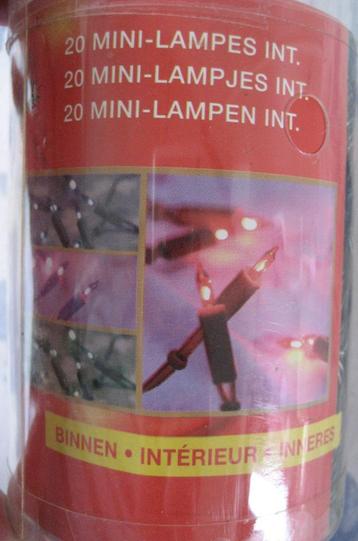 20 MINI-LAMPES INT.
20 MINI-LAMPJES INT.
20 MINI-LAMPEN INT.
BINNEN • INTÉRIEUR • INNERES